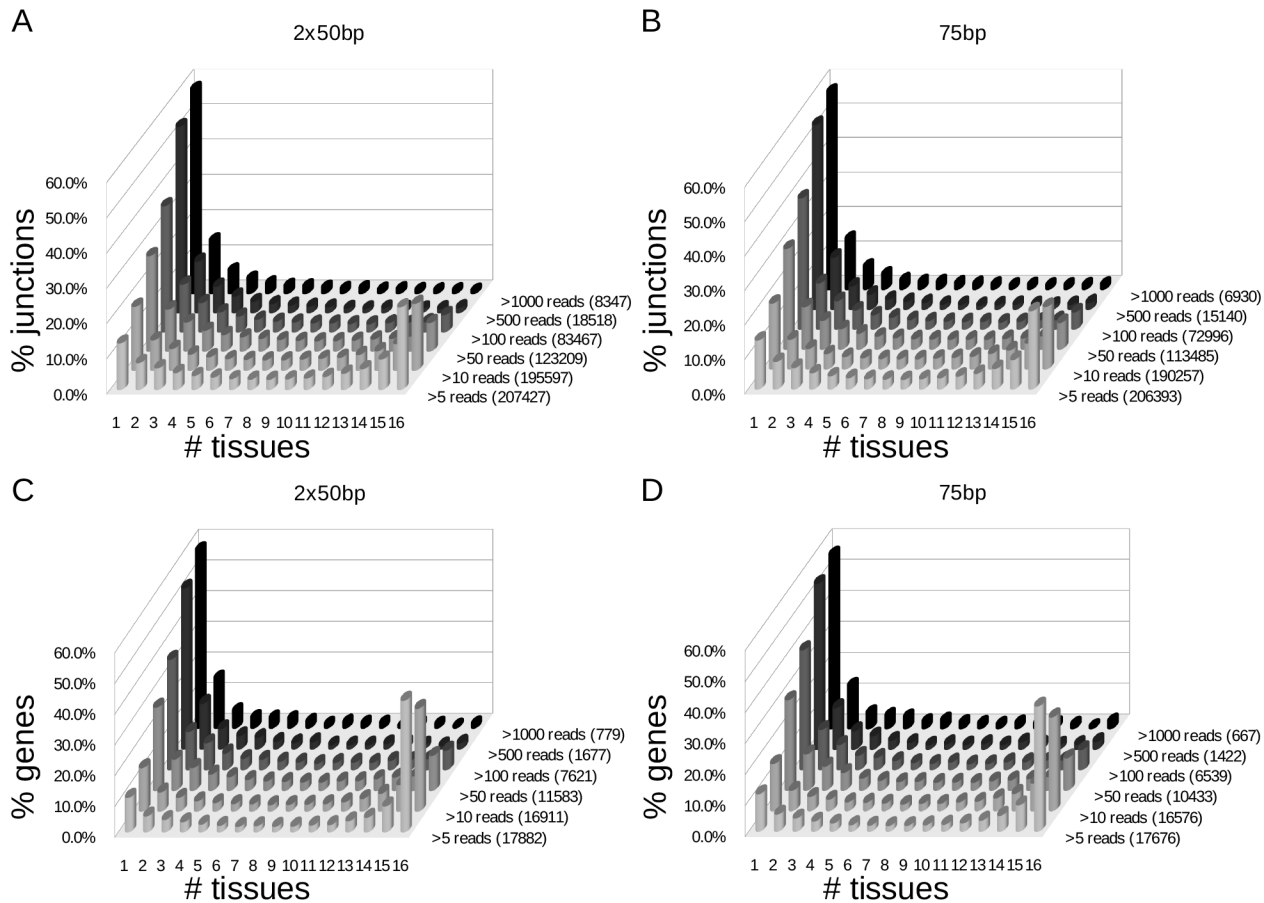 A
2x50bp
% junctions
60.0%
50.0%
40.0%
30.0%
20.0%
10.0%
0.0%
>1000 reads (8347)
>500 reads (18518)
>100 reads (83467)
>50 reads (123209)
>10 reads (195597)
>5 reads (207427)
1 2 3 4 5 6 7 8 9 10 11 12 13 14 15 16
# tissues
B
75bp
% junctions
60.0%
50.0%
40.0%
30.0%
20.0%
10.0%
0.0%
>1000 reads (6930)
>500 reads (15140)
>100 reads (72996)
>50 reads (113485)
>10 reads (190257)
>5 reads (206393)
1 2 3 4 5 6 7 8 9 10 11 12 13 14 15 16
# tissues
C
2x50bp
% genes
60.0%
50.0%
40.0%
30.0%
20.0%
10.0%
0.0%
>1000 reads (779)
>500 reads (1677)
>100 reads (7621)
>50 reads (11583)
>10 reads (16911)
>5 reads (17882)
1 2 3 4 5 6 7 8 9 10 11 12 13 14 15 16
# tissues
D
75bp
% genes
60.0%
50.0%
40.0%
30.0%
20.0%
10.0%
0.0%
>1000 reads (667)
>500 reads (1422)
>100 reads (6539)
>50 reads (10433)
>10 reads (16576)
>5 reads (17676)
1 2 3 4 5 6 7 8 9 10 11 12 13 14 15 16
# tissues